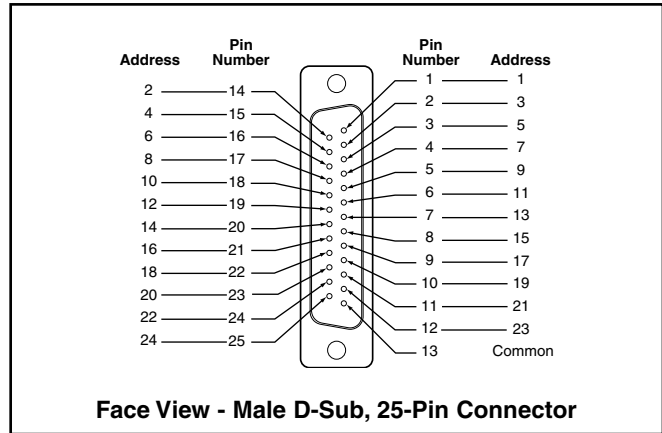 Address Pin Number Pin Number Address
2 14 1 1
4 15 2 3
6 16 3 5
8 17 4 7
10 18 5 9
12 19 6 11
14 20 7 13
16 21 8 15
18 22 9 17
20 23 10 19
22 24 11 21
24 25 12 23
13 Common
Face View - Male D-Sub, 25-Pin Connector